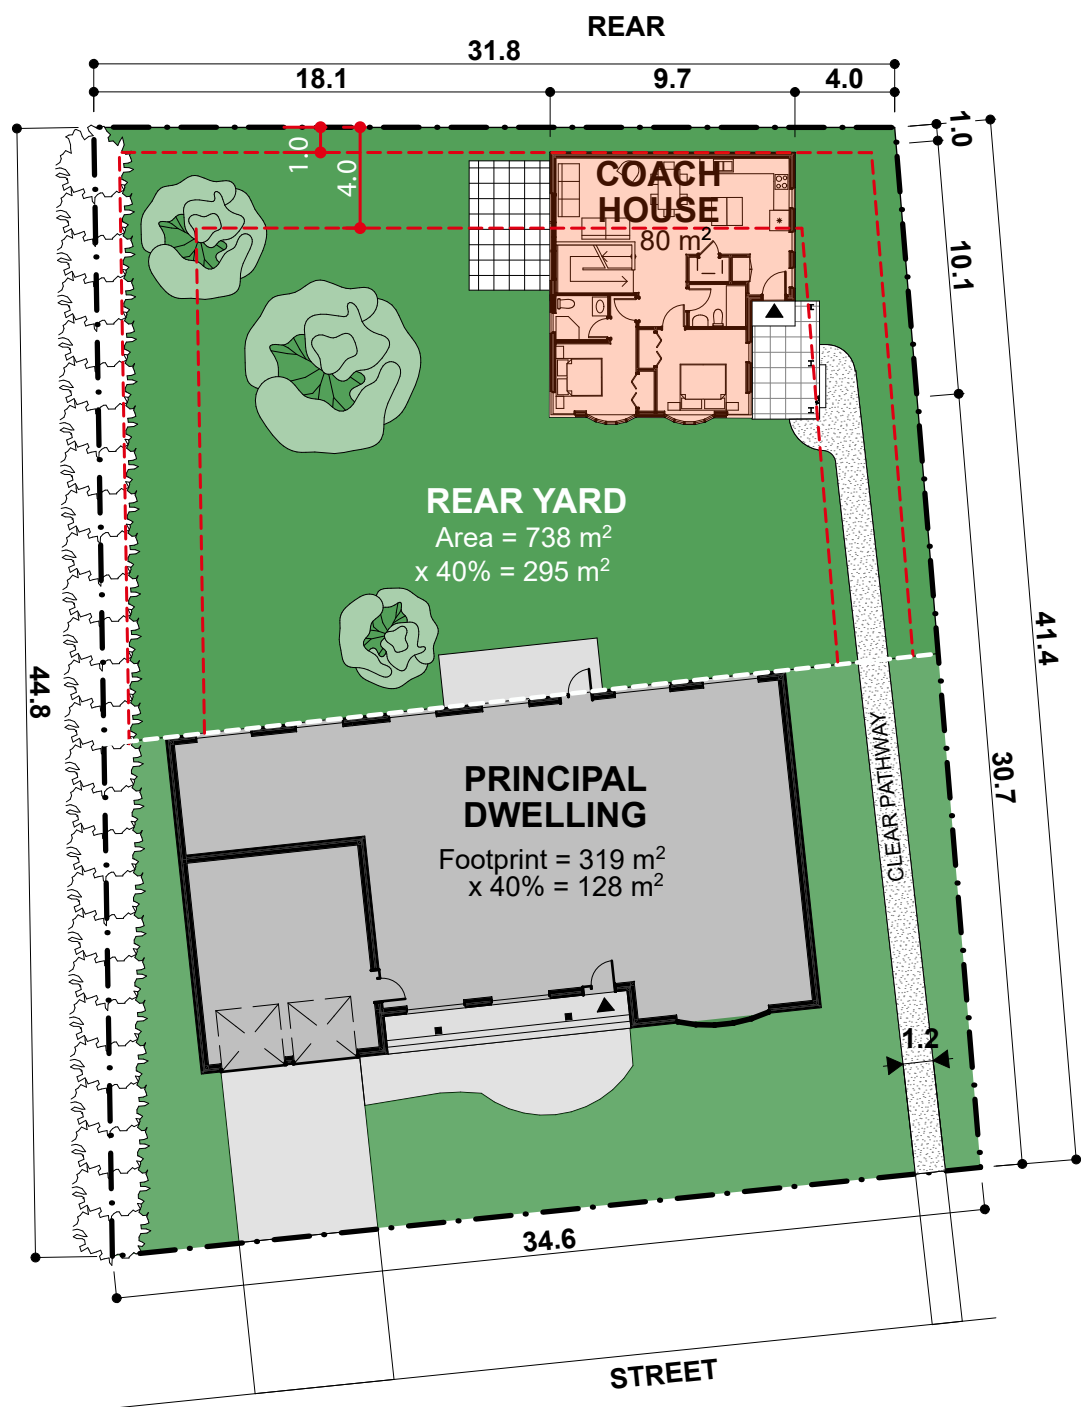 REAR
31.8
18.1
9.7
4.0
1.0
4.0
1.0
COACH
HOUSE
80 m²
10.1
REAR YARD
Area = 738 m²
x 40% = 295 m²
44.8
41.4
30.7
CLEAR PATHWAY
PRINCIPAL
DWELLING
Footprint = 319 m²
x 40% = 128 m²
1.2
34.6
STREET